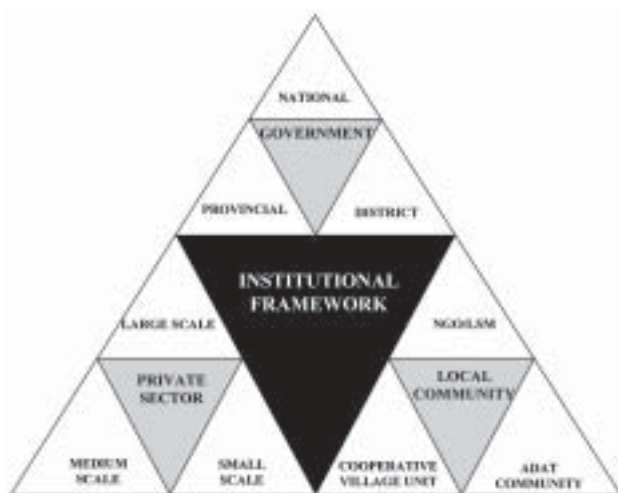 NATIONAL
GOVERNMENT
PROVINCIAL
DISTRICT
INSTITUTIONAL
FRAMEWORK
LARGE SCALE
NGO/LSM
PRIVATE
SECTOR
LOCAL
COMMUNITY
MEDIUM
SCALE
SMALL
SCALE
COOPERATIVE
VILLAGE UNIT
ADAT
COMMUNITY